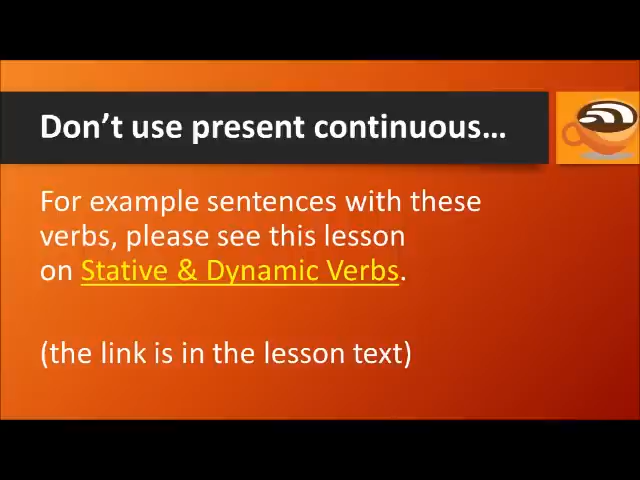 Don't use present continuous…
For example sentences with these
verbs, please see this lesson
on Stative & Dynamic Verbs.
(the link is in the lesson text)